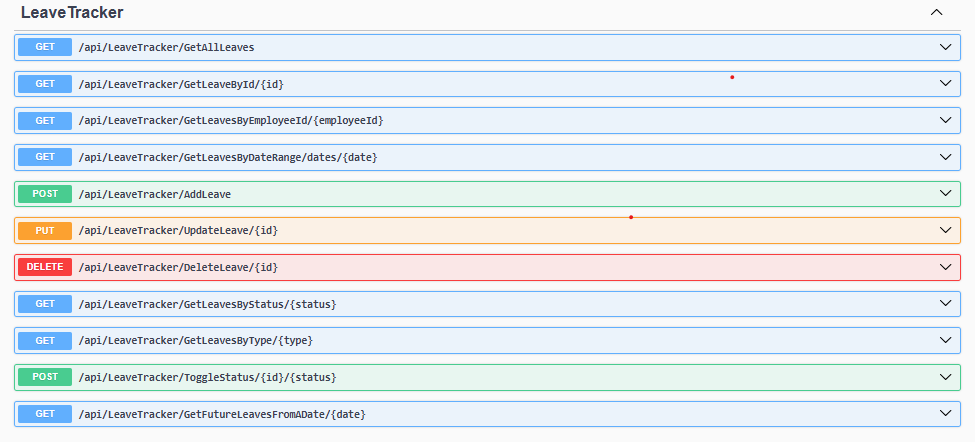 LeaveTracker
GET /api/LeaveTracker/GetAllLeaves
GET /api/LeaveTracker/GetLeaveById/{id}
GET /api/LeaveTracker/GetLeavesByEmployeeId/{employeeId}
GET /api/LeaveTracker/GetLeavesByDateRange/dates/{date}
POST /api/LeaveTracker/AddLeave
PUT /api/LeaveTracker/UpdateLeave/{id}
DELETE /api/LeaveTracker/DeleteLeave/{id}
GET /api/LeaveTracker/GetLeavesByStatus/{status}
GET /api/LeaveTracker/GetLeavesByType/{type}
POST /api/LeaveTracker/ToggleStatus/{id}/{status}
GET /api/LeaveTracker/GetFutureLeavesFromADate/{date}